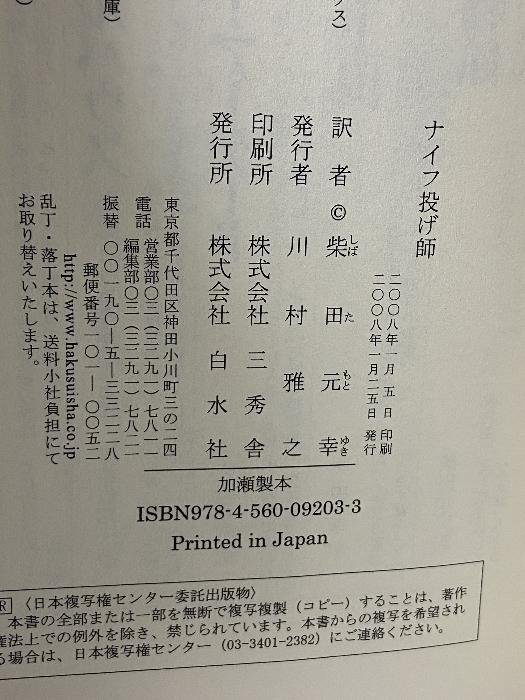 ナイフ投げ師
二〇〇八年一月 五 日 印刷
二〇〇八年一月二五日 発行
訳者 © 柴田元幸
しば た もと ゆき
発行者 川村雅之
印刷所 株式会社 三秀舎
発行所 株式会社 白水社
東京都千代田区神田小川町三の二四
電話 営業部〇三（三二九一）七八一一
編集部〇三（三二九一）七八二一
振替 〇〇一九〇―五―三三二二八
郵便番号一〇一―〇〇五二
http://www.hakusuisha.co.jp
乱丁・落丁本は、送料小社負担にて
お取り替えいたします。
加瀬製本
ISBN978-4-560-09203-3
Printed in Japan
R 〈日本複写権センター委託出版物〉
本書の全部または一部を無断で複写複製（コピー）することは、著作
権法上での例外を除き、禁じられています。本書からの複写を希望され
る場合は、日本複写権センター（03-3401-2382）にご連絡ください。